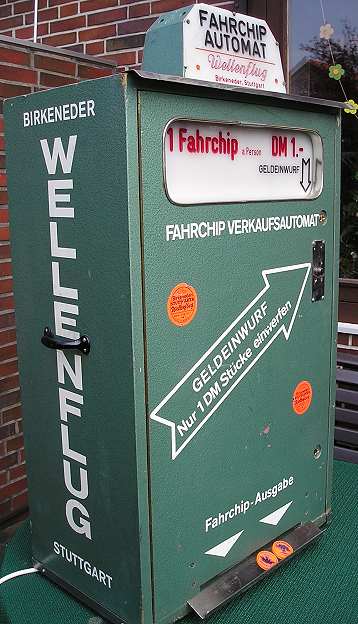 FAHRCHIP
AUTOMAT
Wellenflug
Birkeneder, Stuttgart
BIRKENEDER
WELLENFLUG
STUTTGART
1 Fahrchip a Person DM 1.-
GELDEINWURF
FAHRCHIP VERKAUFSAUTOMAT
GELDEINWURF
Nur 1 DM Stücke einwerfen
Fahrchip-Ausgabe